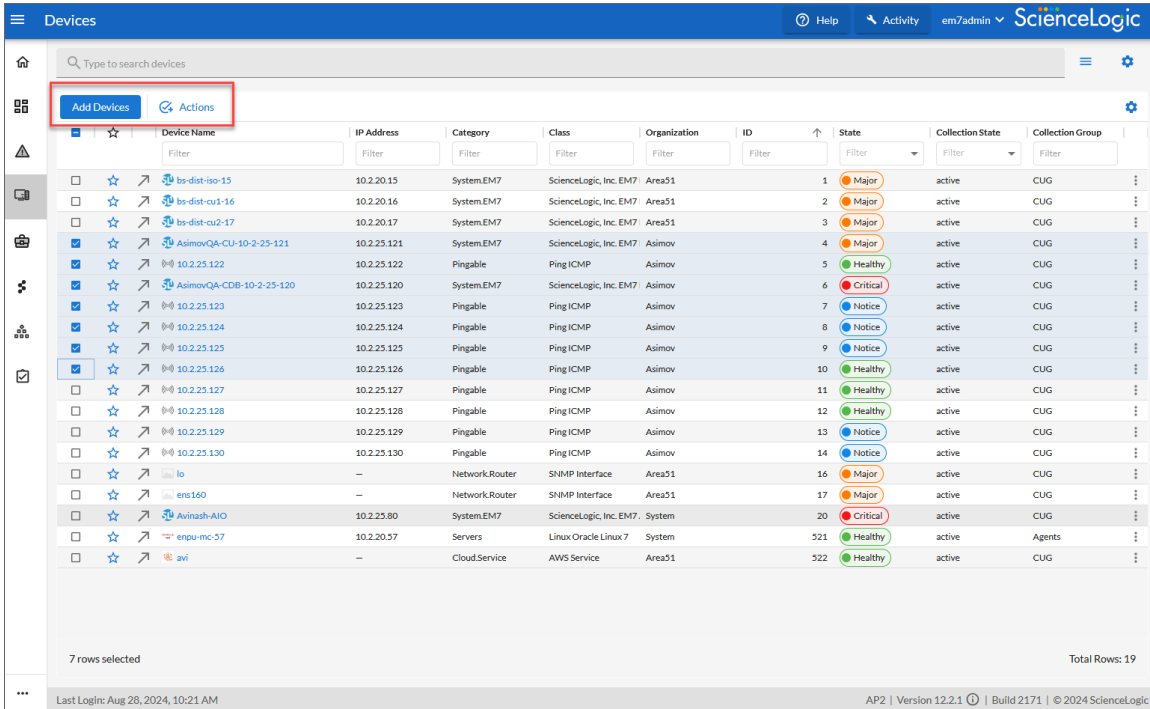 Devices Help Activity em7admin ScienceLogic
Type to search devices
Add Devices Actions
Device Name IP Address Category Class Organization ID State Collection State Collection Group
Filter Filter Filter Filter Filter Filter Filter Filter Filter
bs-dist-iso-15 10.2.20.15 System.EM7 ScienceLogic, Inc. EM7 Area51 1 Major active CUG
bs-dist-cu1-16 10.2.20.16 System.EM7 ScienceLogic, Inc. EM7 Area51 2 Major active CUG
bs-dist-cu2-17 10.2.20.17 System.EM7 ScienceLogic, Inc. EM7 Area51 3 Major active CUG
AsimovQA-CU-10-2-25-121 10.2.25.121 System.EM7 ScienceLogic, Inc. EM7 Asimov 4 Major active CUG
10.2.25.122 10.2.25.122 Pingable Ping ICMP Asimov 5 Healthy active CUG
AsimovQA-CDB-10-2-25-120 10.2.25.120 System.EM7 ScienceLogic, Inc. EM7 Asimov 6 Critical active CUG
10.2.25.123 10.2.25.123 Pingable Ping ICMP Asimov 7 Notice active CUG
10.2.25.124 10.2.25.124 Pingable Ping ICMP Asimov 8 Notice active CUG
10.2.25.125 10.2.25.125 Pingable Ping ICMP Asimov 9 Notice active CUG
10.2.25.126 10.2.25.126 Pingable Ping ICMP Asimov 10 Healthy active CUG
10.2.25.127 10.2.25.127 Pingable Ping ICMP Asimov 11 Healthy active CUG
10.2.25.128 10.2.25.128 Pingable Ping ICMP Asimov 12 Healthy active CUG
10.2.25.129 10.2.25.129 Pingable Ping ICMP Asimov 13 Notice active CUG
10.2.25.130 10.2.25.130 Pingable Ping ICMP Asimov 14 Notice active CUG
lo – Network.Router SNMP Interface Area51 16 Major active CUG
ens160 – Network.Router SNMP Interface Area51 17 Major active CUG
Avinash-AIO 10.2.25.80 System.EM7 ScienceLogic, Inc. EM7 . System 20 Critical active CUG
enpu-mc-57 10.2.20.57 Servers Linux Oracle Linux 7 System 521 Healthy active Agents
avi – Cloud.Service AWS Service Area51 522 Healthy active CUG
7 rows selected Total Rows: 19
Last Login: Aug 28, 2024, 10:21 AM AP2 | Version 12.2.1 | Build 2171 | © 2024 ScienceLogic